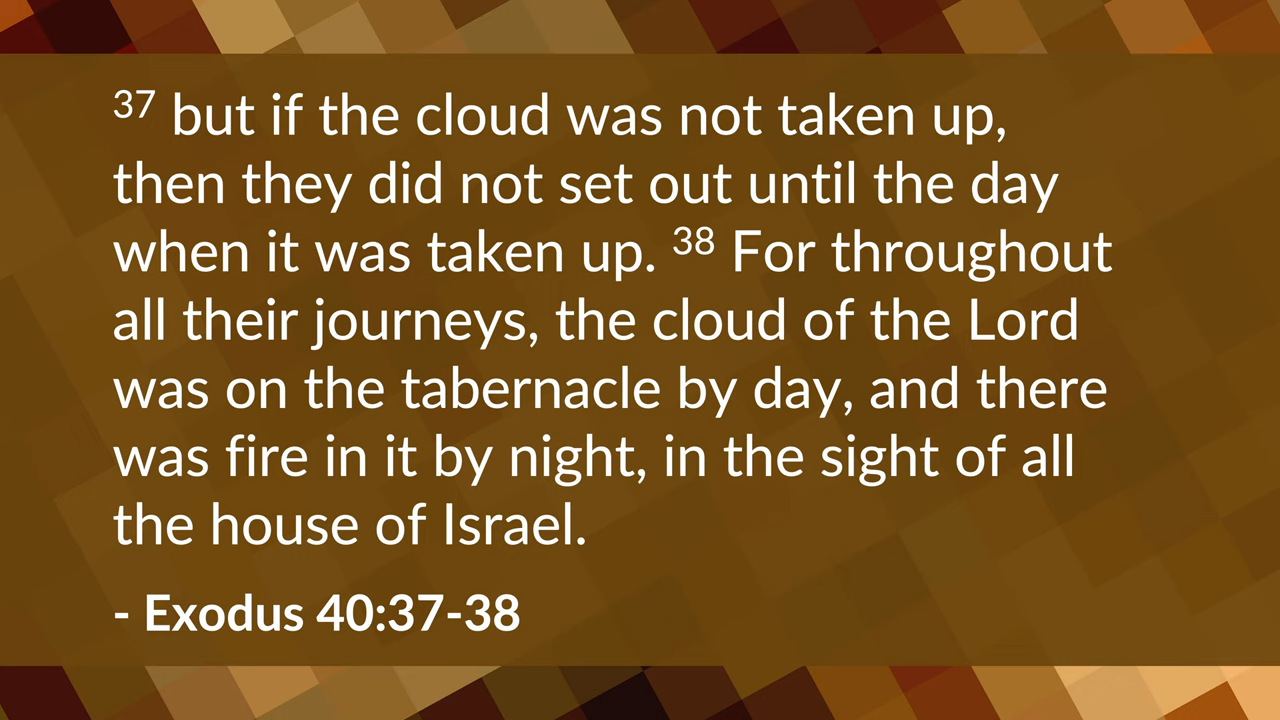 37 but if the cloud was not taken up,
then they did not set out until the day
when it was taken up. 38 For throughout
all their journeys, the cloud of the Lord
was on the tabernacle by day, and there
was fire in it by night, in the sight of all
the house of Israel.
- Exodus 40:37-38